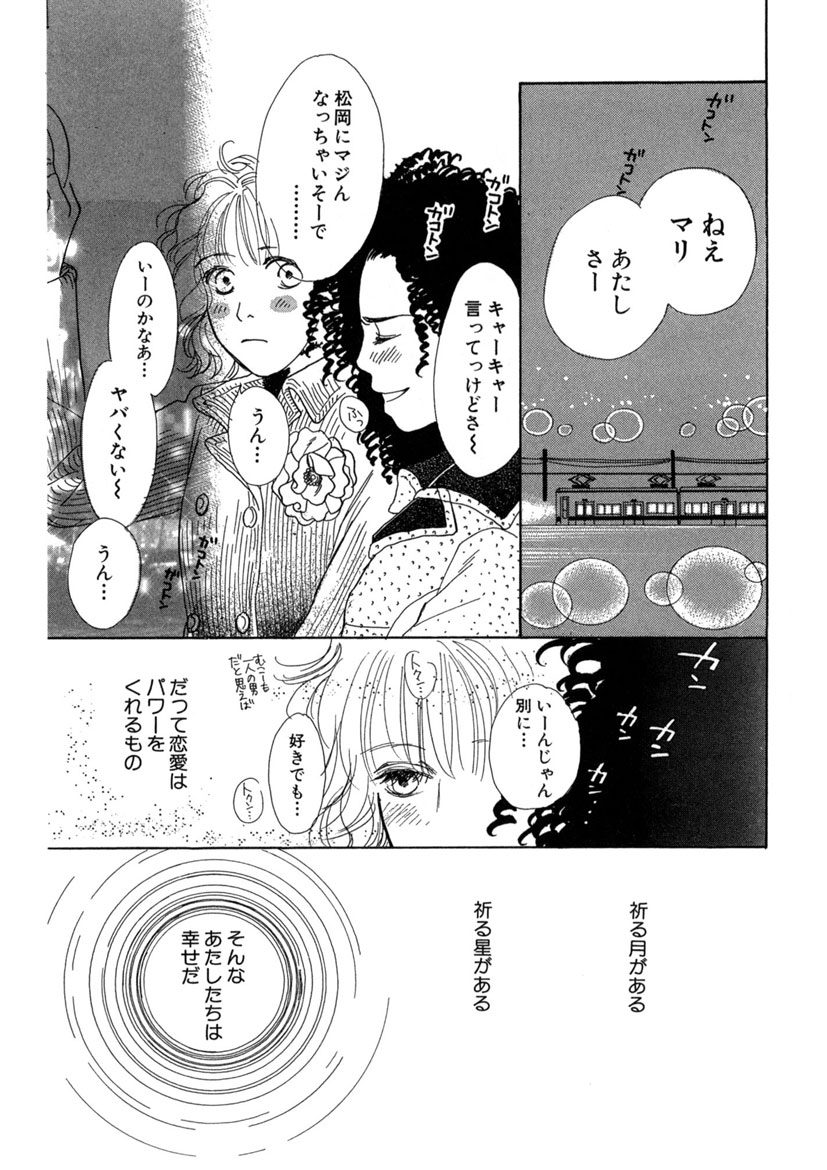 ガコトン
ガコトン
ねえ
マリ
あたし
さー
キャーキャー
言ってっけどさ〜
ガコトン
ガコトン
松岡にマジん
なっちゃいそーで
………
ふっ
うん…
いーのかなあ…
ヤバくない〜
うん…
ガコトン
ガコトン
カン
カン
カン
いーんじゃん
別に…
トクン…
好きでも…
むこーも
一人の男
だと思えば
トクン…
だって恋愛は
パワーを
くれるもの
祈る月がある
祈る星がある
そんな
あたしたちは
幸せだ